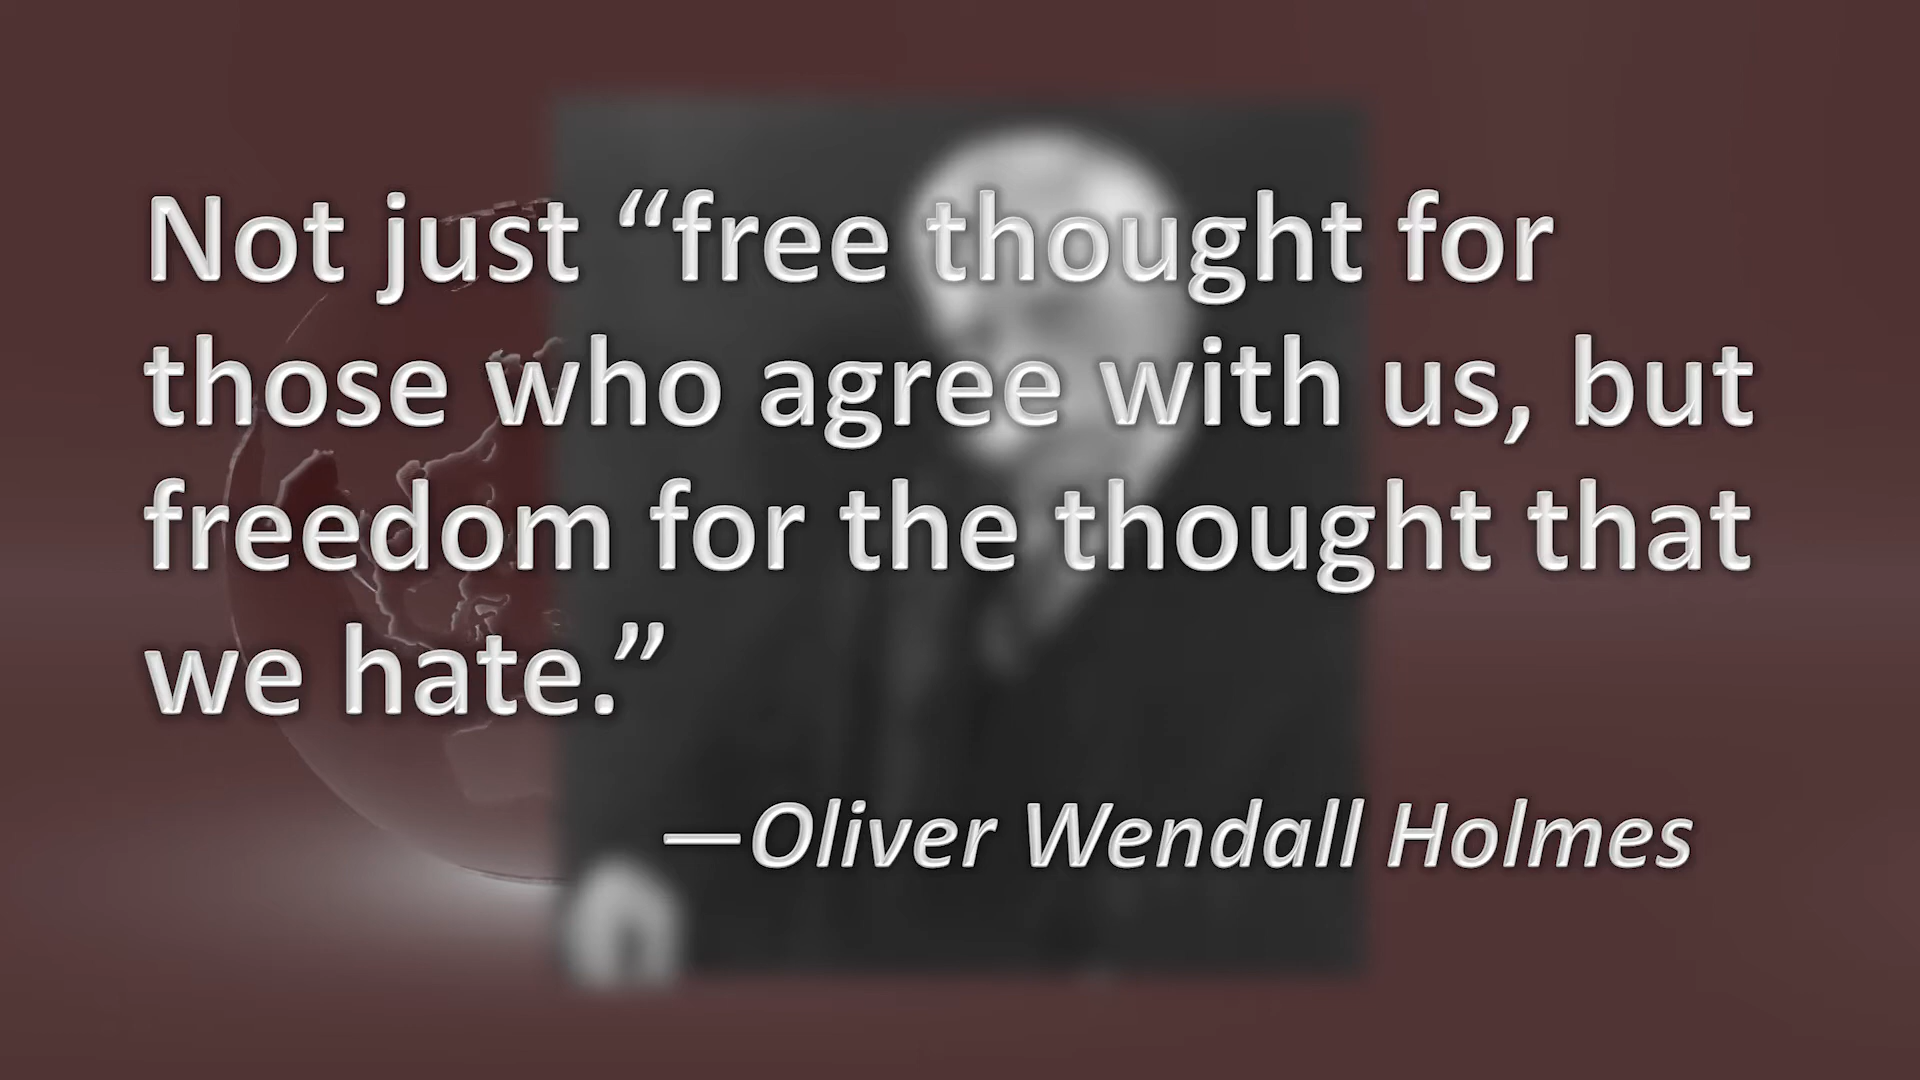 Not just “free thought for
those who agree with us, but
freedom for the thought that
we hate.”
—Oliver Wendall Holmes